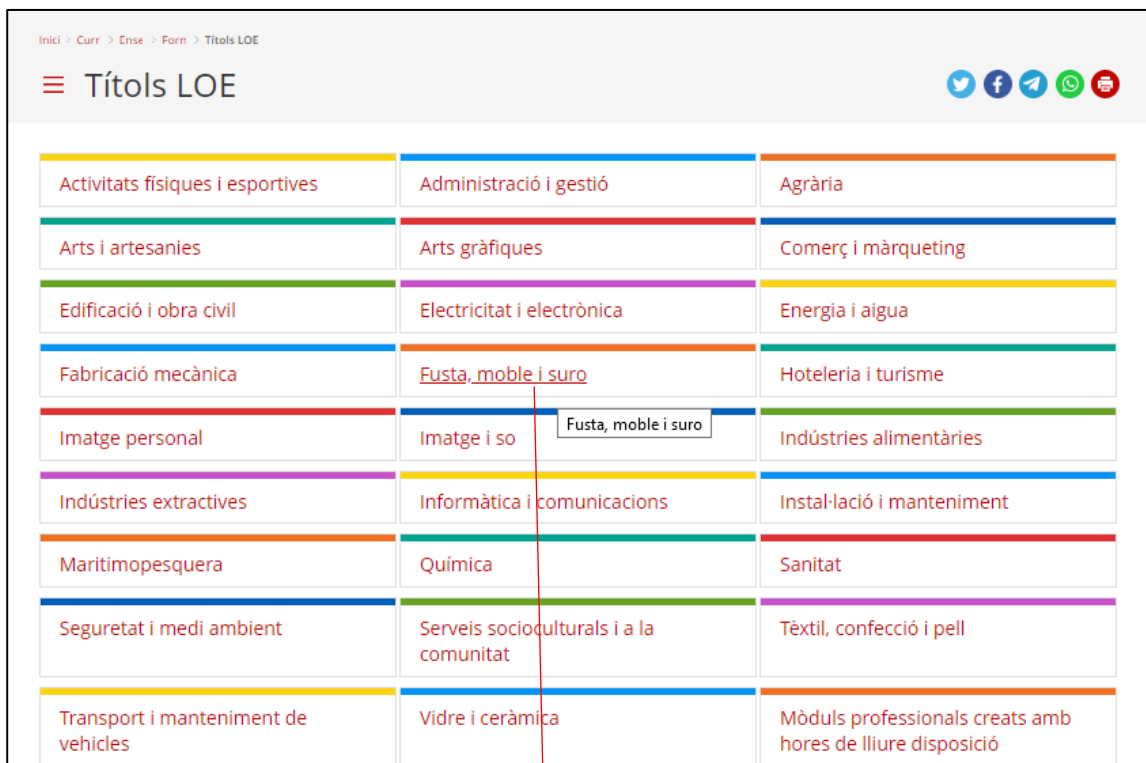 Inici > Curr > Ense > Form > Títols LOE
Títols LOE
Activitats físiques i esportives
Administració i gestió
Agrària
Arts i artesanies
Arts gràfiques
Comerç i màrqueting
Edificació i obra civil
Electricitat i electrònica
Energia i aigua
Fabricació mecànica
Fusta, moble i suro
Hoteleria i turisme
Imatge personal
Imatge i so
Fusta, moble i suro
Indústries alimentàries
Indústries extractives
Informàtica i comunicacions
Instal·lació i manteniment
Maritimopesquera
Química
Sanitat
Seguretat i medi ambient
Serveis socioculturals i a la
comunitat
Tèxtil, confecció i pell
Transport i manteniment de
vehicles
Vidre i ceràmica
Mòduls professionals creats amb
hores de lliure disposició